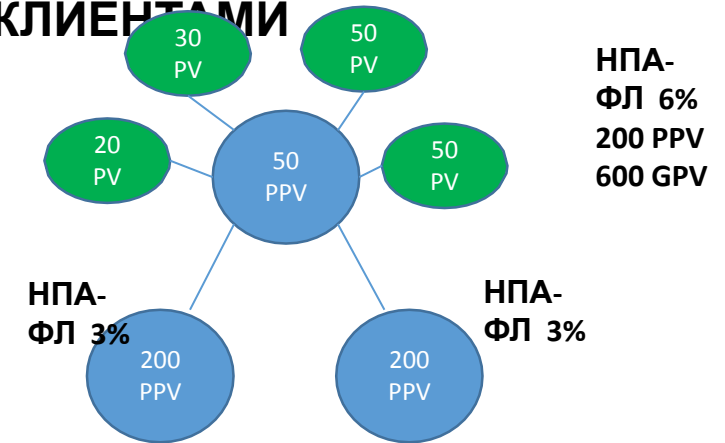 КЛИЕНТАМИ
30
PV
50
PV
НПА-
ФЛ 6%
200 PPV
600 GPV
20
PV
50
PPV
50
PV
НПА-
ФЛ 3%
НПА-
ФЛ 3%
200
PPV
200
PPV